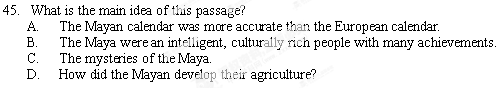 45. What is the main idea of this passage?
A. The Mayan calendar was more accurate than the European calendar.
B. The Maya were an intelligent, culturally rich people with many achievements.
C. The mysteries of the Maya.
D. How did the Mayan develop their agriculture?